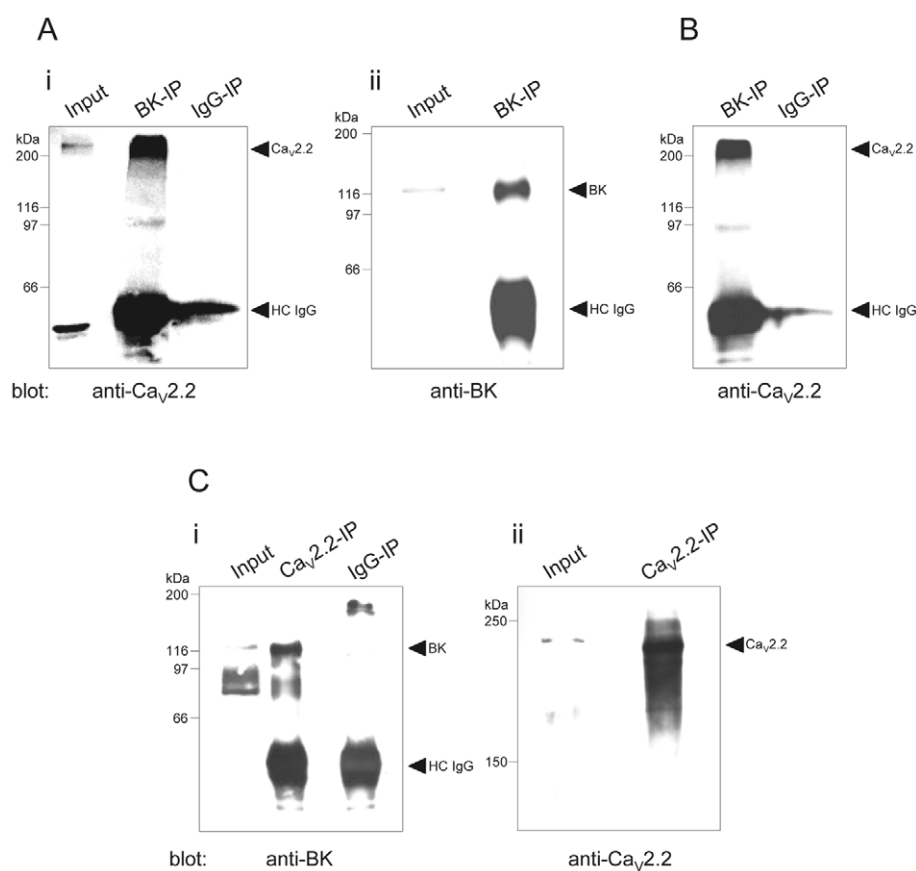 A
B
i
ii
Input
BK-IP
IgG-IP
Input
BK-IP
BK-IP
IgG-IP
kDa
200
116
97
66
CaV2.2
HC IgG
kDa
200
116
97
66
BK
HC IgG
kDa
200
116
97
66
CaV2.2
HC IgG
blot: anti-CaV2.2
anti-BK
anti-CaV2.2
C
i
ii
Input
CaV2.2-IP
IgG-IP
Input
CaV2.2-IP
kDa
200
116
97
66
BK
HC IgG
kDa
250
150
CaV2.2
blot: anti-BK
anti-CaV2.2